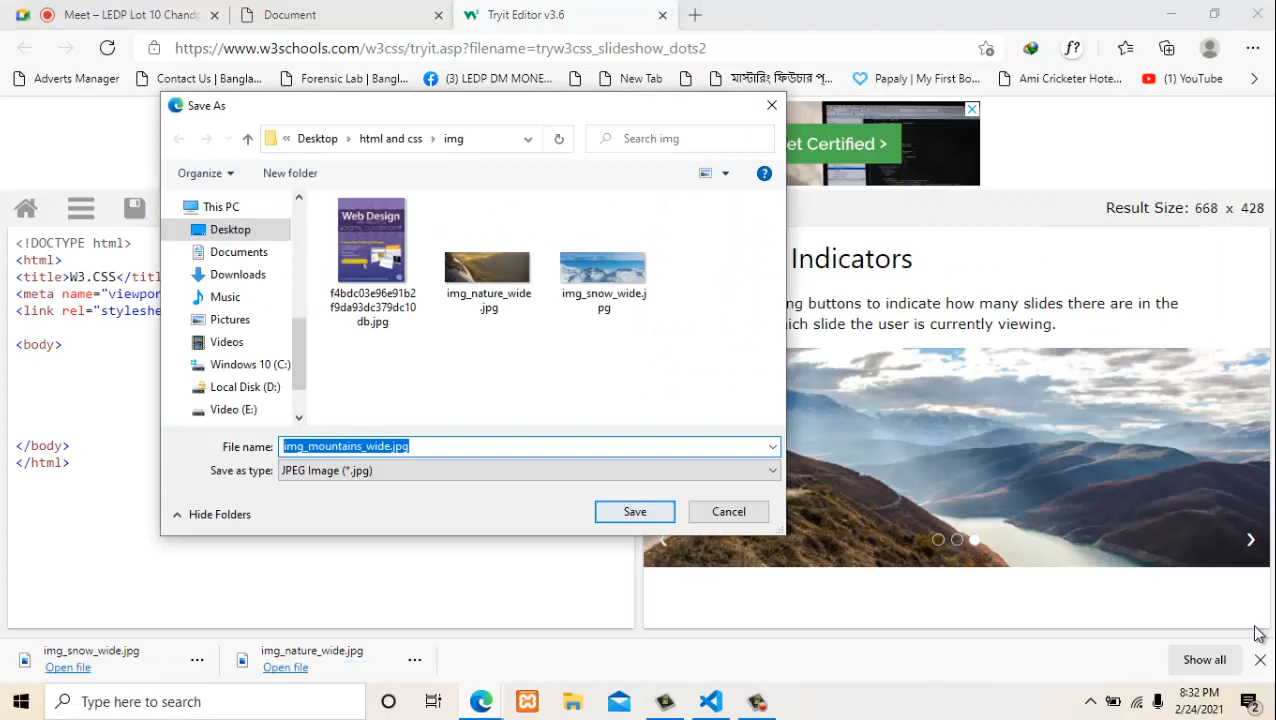 Meet – LEDP Lot 10 Chand
Document
Tryit Editor v3.6
https://www.w3schools.com/w3css/tryit.asp?filename=tryw3css_slideshow_dots2
Adverts Manager
Contact Us | Bangla...
Forensic Lab | Bangl...
(3) LEDP DM MONE...
New Tab
মাস্টারিং ফিউচার প্...
Papaly | My First Bo...
Ami Cricketer Hote...
(1) YouTube
Save As
Desktop
html and css
img
Search img
et Certified >
Organize
New folder
Result Size: 668 x 428
This PC
Desktop
Documents
Downloads
Music
Pictures
Videos
Windows 10 (C:)
Local Disk (D:)
Video (E:)
Web Design
f4bdc03e96e91b2
f9da93dc379dc10
db.jpg
img_nature_wide
.jpg
img_snow_wide.j
pg
<!DOCTYPE html>
<html>
<title>W3.CSS</titl
<meta name="viewpor
<link rel="styleshe
<body>
</body>
</html>
Indicators
ng buttons to indicate how many slides there are in the
ich slide the user is currently viewing.
File name:
img_mountains_wide.jpg
Save as type:
JPEG Image (*.jpg)
Hide Folders
Save
Cancel
img_snow_wide.jpg
Open file
img_nature_wide.jpg
Open file
Show all
Type here to search
8:32 PM
2/24/2021
2